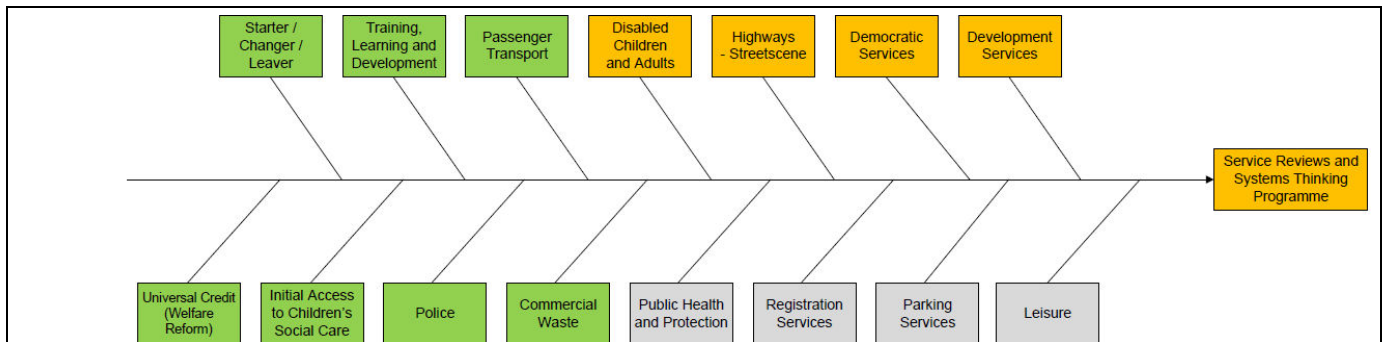 Starter /
Changer /
Leaver
Training,
Learning and
Development
Passenger
Transport
Disabled
Children
and Adults
Highways
- Streetscene
Democratic
Services
Development
Services
Service Reviews and
Systems Thinking
Programme
Universal Credit
(Welfare
Reform)
Initial Access
to Children's
Social Care
Police
Commercial
Waste
Public Health
and Protection
Registration
Services
Parking
Services
Leisure